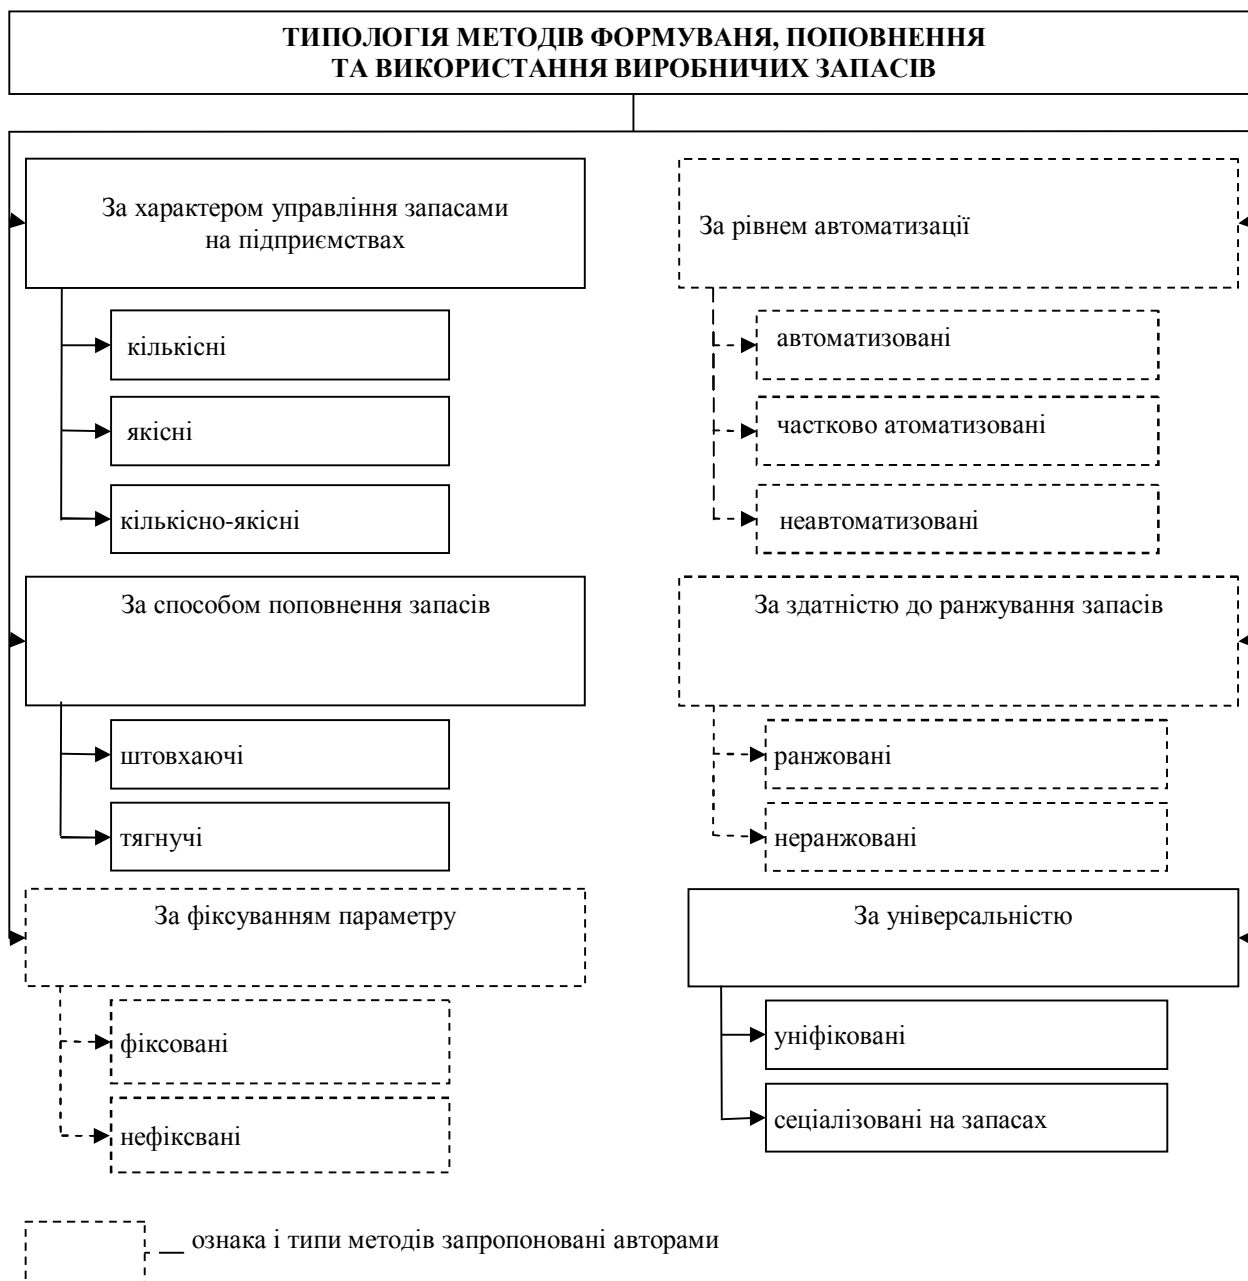 ТИПОЛОГІЯ МЕТОДІВ ФОРМУВАНЯ, ПОПОВНЕННЯ
ТА ВИКОРИСТАННЯ ВИРОБНИЧИХ ЗАПАСІВ
За характером управління запасами
на підприємствах
кількісні
якісні
кількісно-якісні
За способом поповнення запасів
штовхаючі
тягнучі
За фіксуванням параметру
фіксовані
нефіксвані
За рівнем автоматизації
автоматизовані
частково атоматизовані
неавтоматизовані
За здатністю до ранжування запасів
ранжовані
неранжовані
За універсальністю
уніфіковані
сеціалізовані на запасах
ознака і типи методів запропоновані авторами